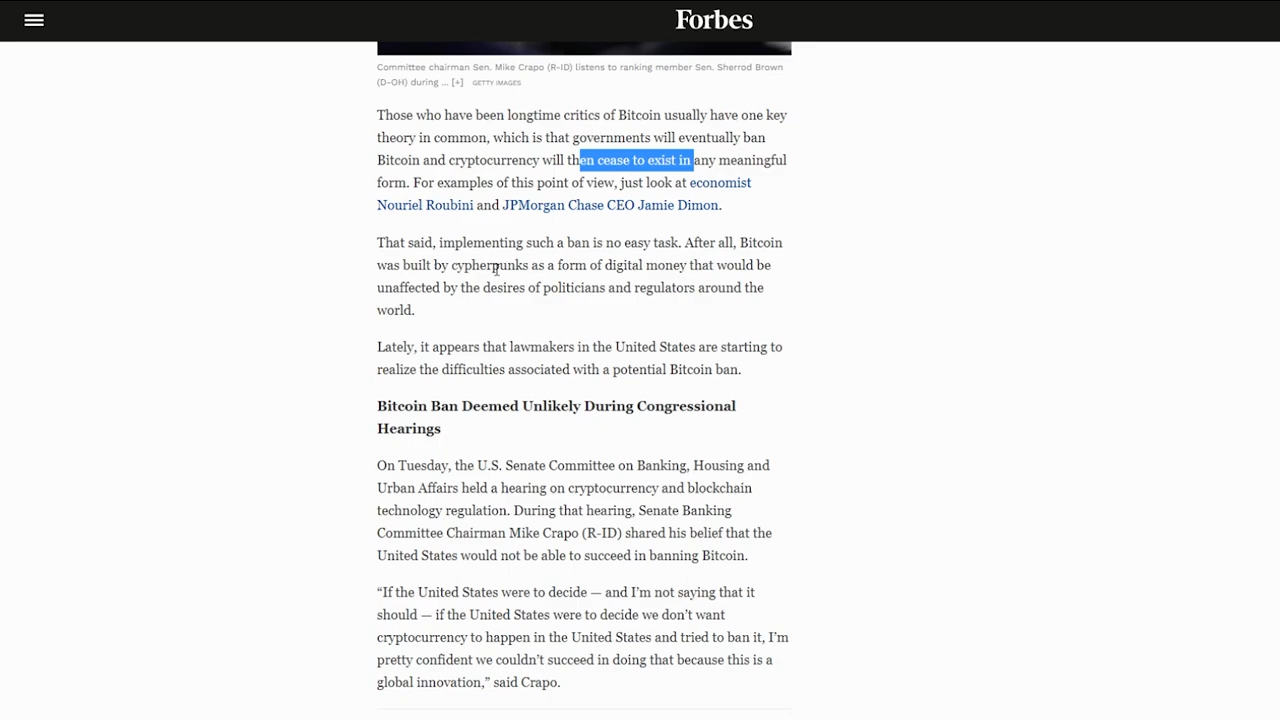 Forbes
Committee chairman Sen. Mike Crapo (R-ID) listens to ranking member Sen. Sherrod Brown
(D-OH) during ... [+] GETTY IMAGES
Those who have been longtime critics of Bitcoin usually have one key
theory in common, which is that governments will eventually ban
Bitcoin and cryptocurrency will then cease to exist in any meaningful
form. For examples of this point of view, just look at economist
Nouriel Roubini and JPMorgan Chase CEO Jamie Dimon.
That said, implementing such a ban is no easy task. After all, Bitcoin
was built by cypherpunks as a form of digital money that would be
unaffected by the desires of politicians and regulators around the
world.
Lately, it appears that lawmakers in the United States are starting to
realize the difficulties associated with a potential Bitcoin ban.
Bitcoin Ban Deemed Unlikely During Congressional
Hearings
On Tuesday, the U.S. Senate Committee on Banking, Housing and
Urban Affairs held a hearing on cryptocurrency and blockchain
technology regulation. During that hearing, Senate Banking
Committee Chairman Mike Crapo (R-ID) shared his belief that the
United States would not be able to succeed in banning Bitcoin.
“If the United States were to decide — and I’m not saying that it
should — if the United States were to decide we don’t want
cryptocurrency to happen in the United States and tried to ban it, I’m
pretty confident we couldn’t succeed in doing that because this is a
global innovation,” said Crapo.